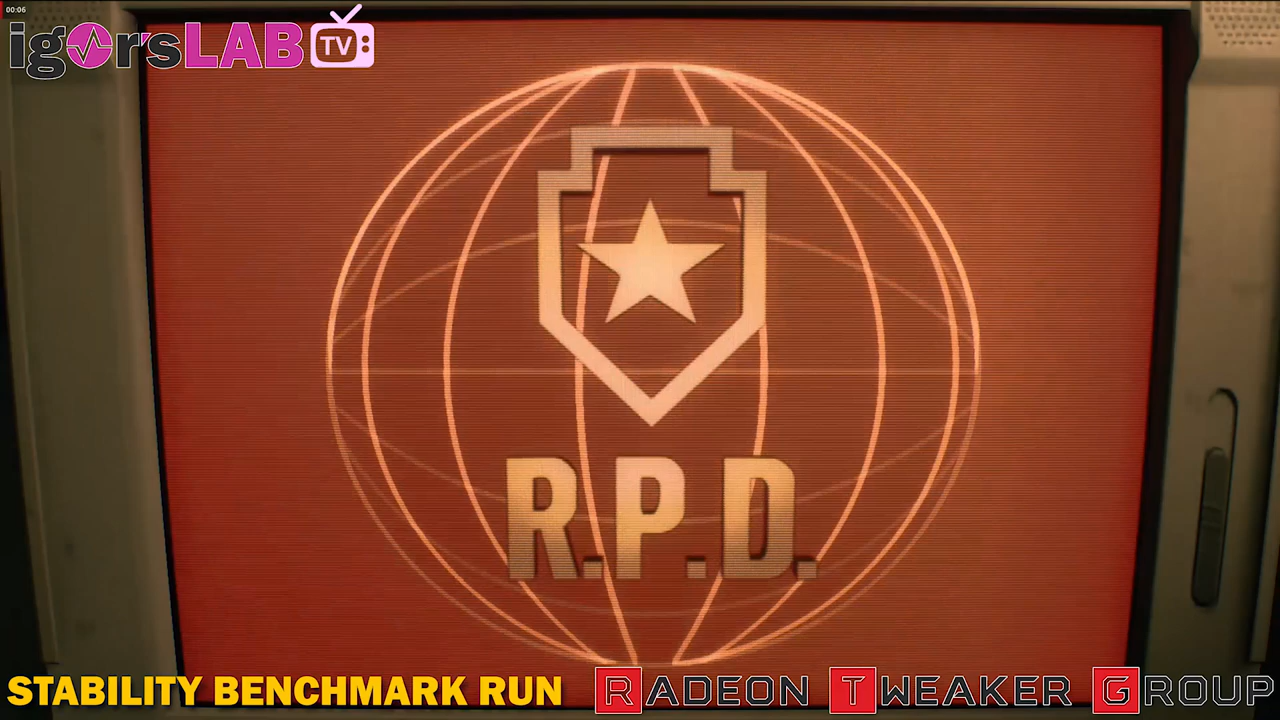 00:06
igor'sLAB TV
R.P.D.
STABILITY BENCHMARK RUN RADEON TWEAKER GROUP